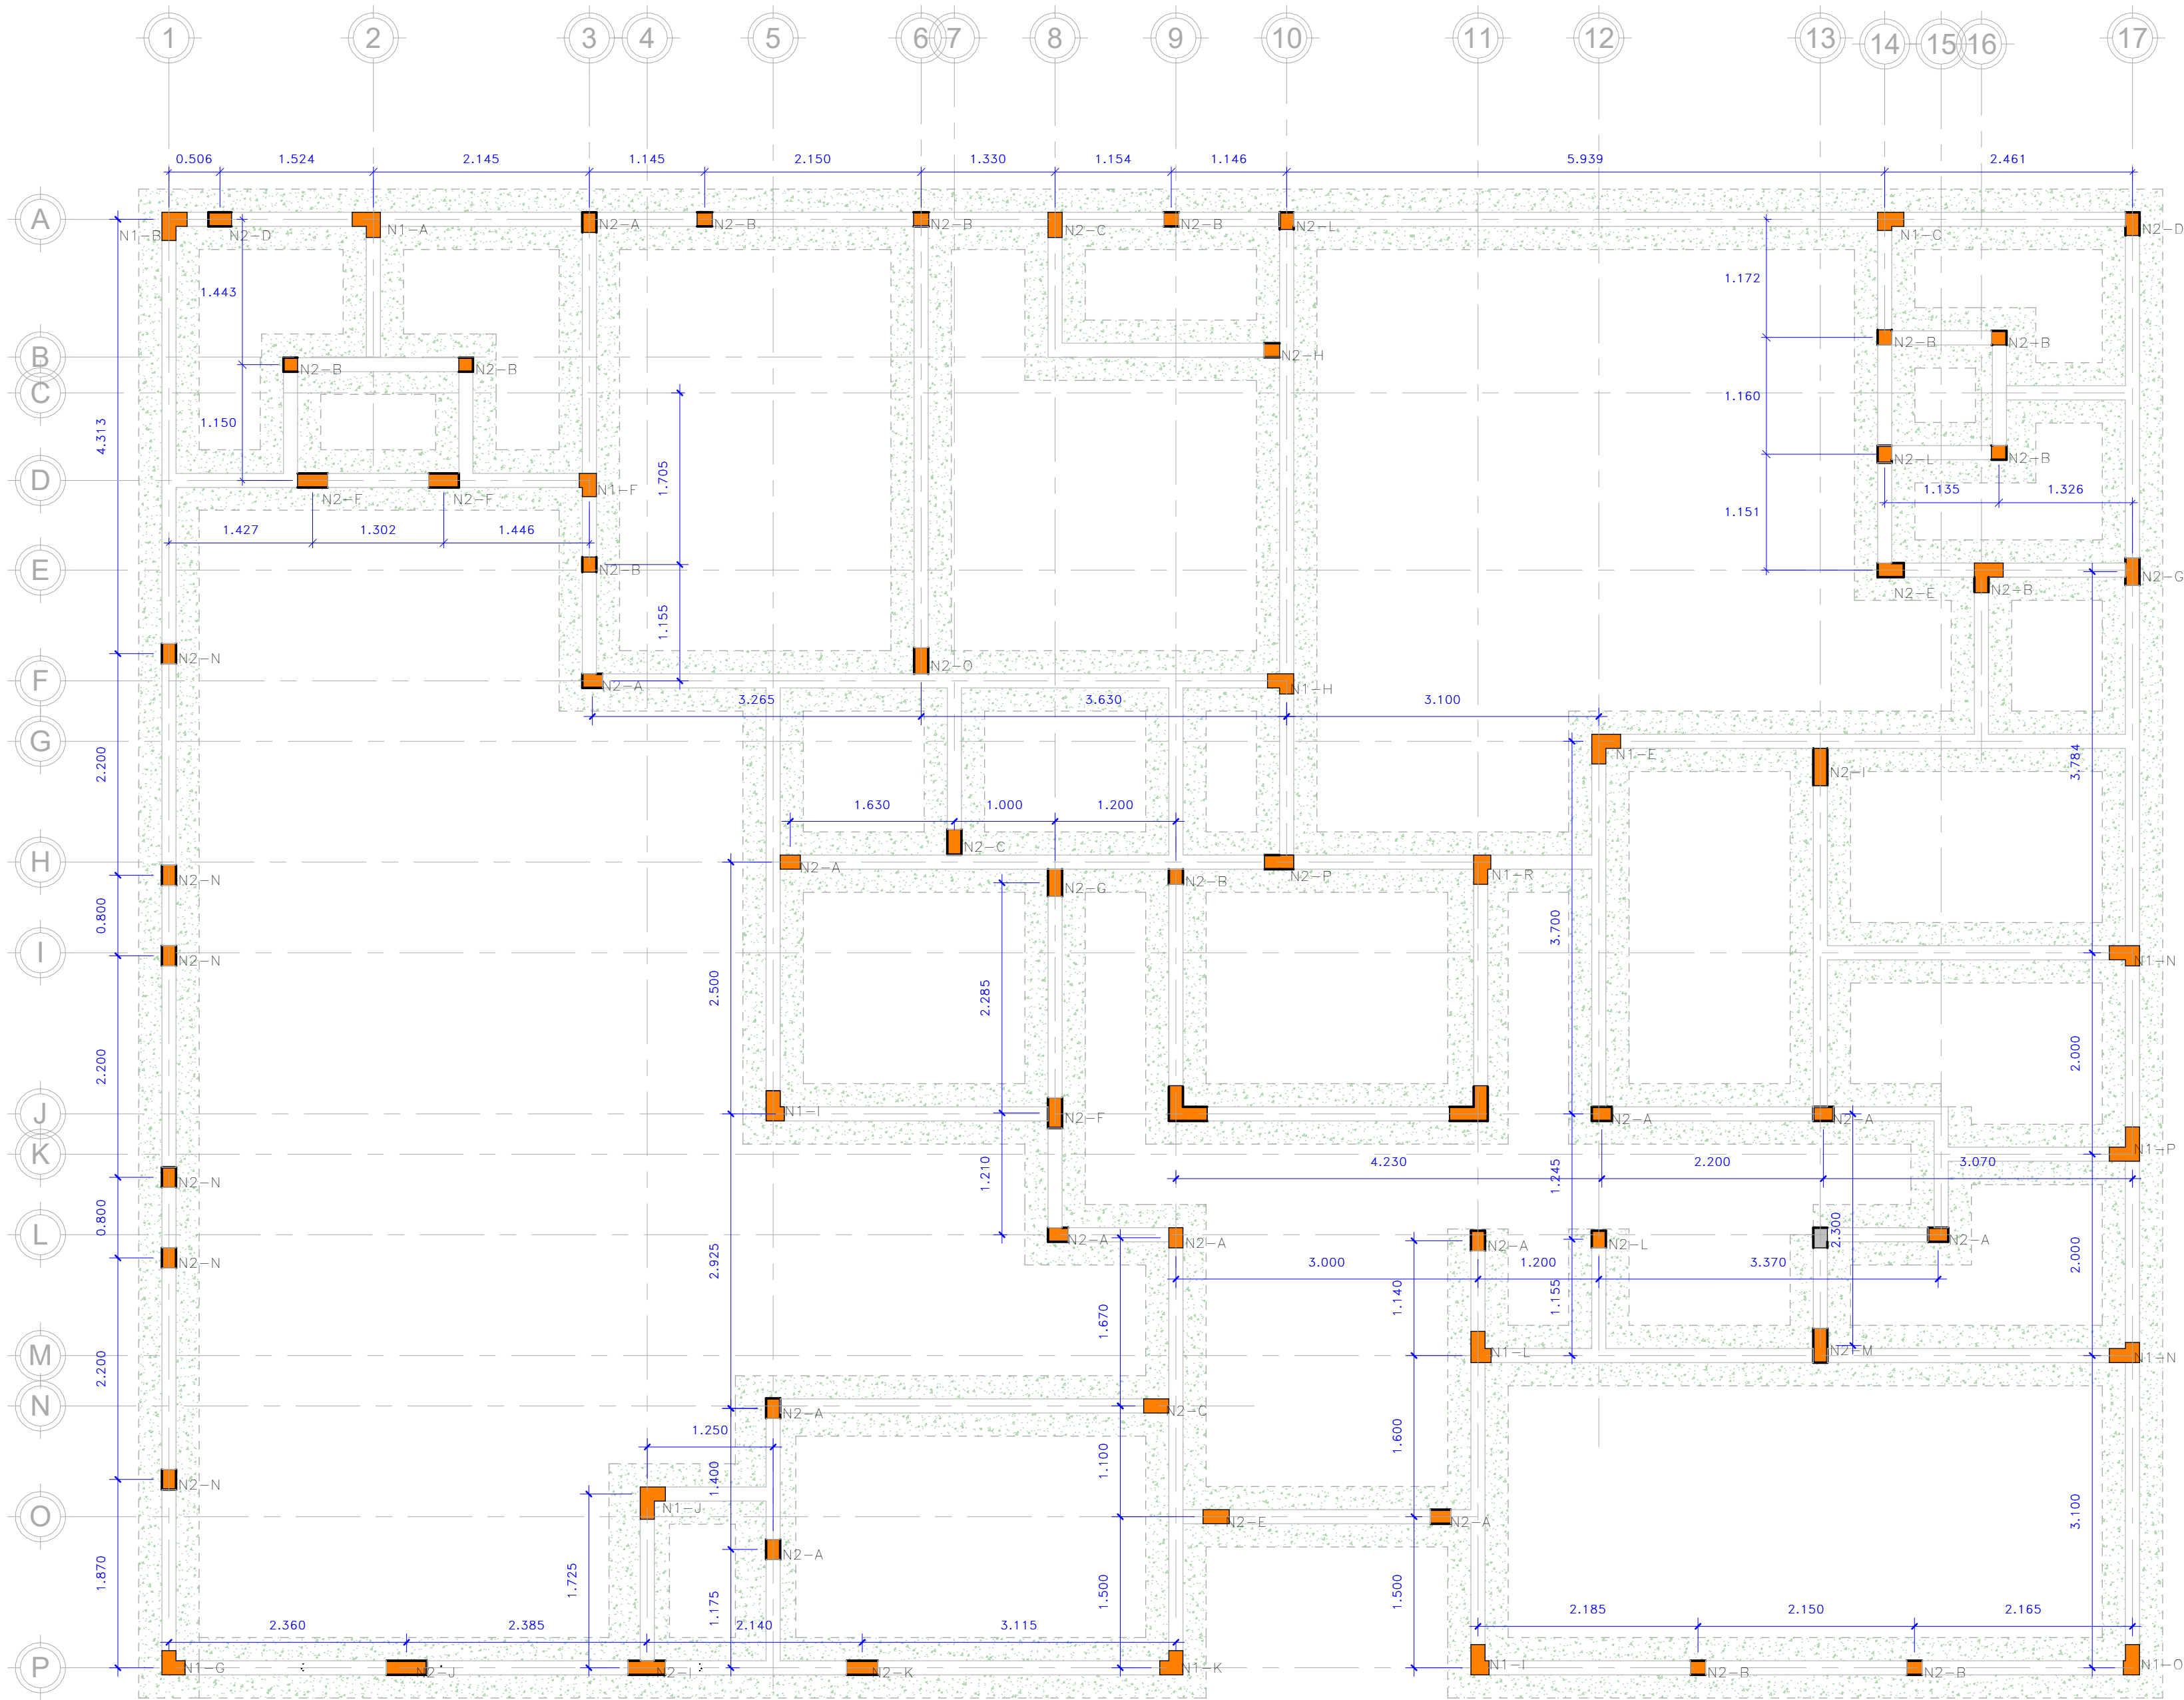 1 2 3 4 5 6 7 8 9 10 11 12 13 14 15 16 17
0.506 1.524 2.145 1.145 2.150 1.330 1.154 1.146 5.939 2.461
A
N1-B N2-D N1-A N2-A N2-B N2-B N2-C N2-B N2-L N1-C N2-D
1.443 1.172
B
N2-B N2-B N2-H N2-B N2-B
C
4.313 1.150 1.705 1.160
D
N2-F N2-F N1-F N2-L N2-B
1.135 1.326
1.427 1.302 1.446 1.151
E
N2-B N2-E N2-B N2-G
1.155
N2-N N2-O
F
N2-A N1-H
3.265 3.630 3.100
G
N1-E N2-I
2.200 3.784
1.630 1.000 1.200
N2-C
H
N2-A N2-P N1-R
N2-N N2-G N2-B
0.800 3.700
I
N2-N N1-N
2.500 2.285
2.200 2.000
J
N1-I N2-F N2-A N2-A
K
N1-P
4.230 2.200 3.070
N2-N
1.210 1.245
0.800
L
N2-A N2-A N2-A N2-L N2-A
2.300
N2-N
2.925 3.000 1.200 3.370 2.000
1.670 1.140 1.155
M
N1-L N2-M N1-N
2.200
N
N2-A N2-C
1.250
1.400 1.100 1.600
N2-N
N1-J
O
N2-E N2-A
3.100
N2-A
1.870 1.725 1.175 1.500 1.500
2.360 2.385 2.140 3.115 2.185 2.150 2.165
P
N1-G N2-J N2-I N2-K N1-K N1-I N2-B N2-B N1-O